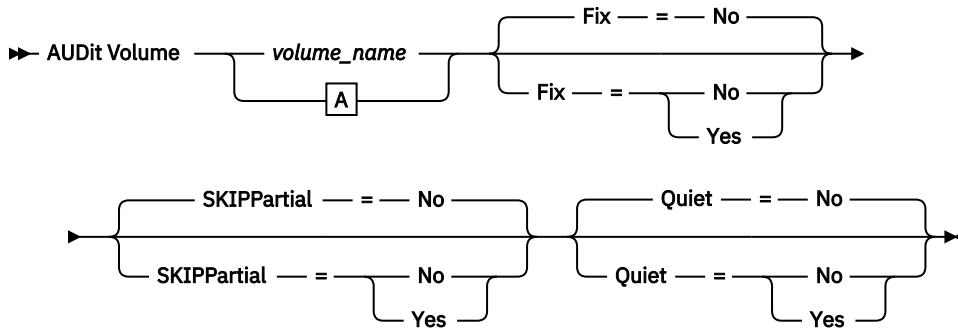 Fix = No
AUDit Volume volume_name
A
Fix = No
Yes
SKIPPartial = No Quiet = No
SKIPPartial = No Quiet = No
Yes Yes